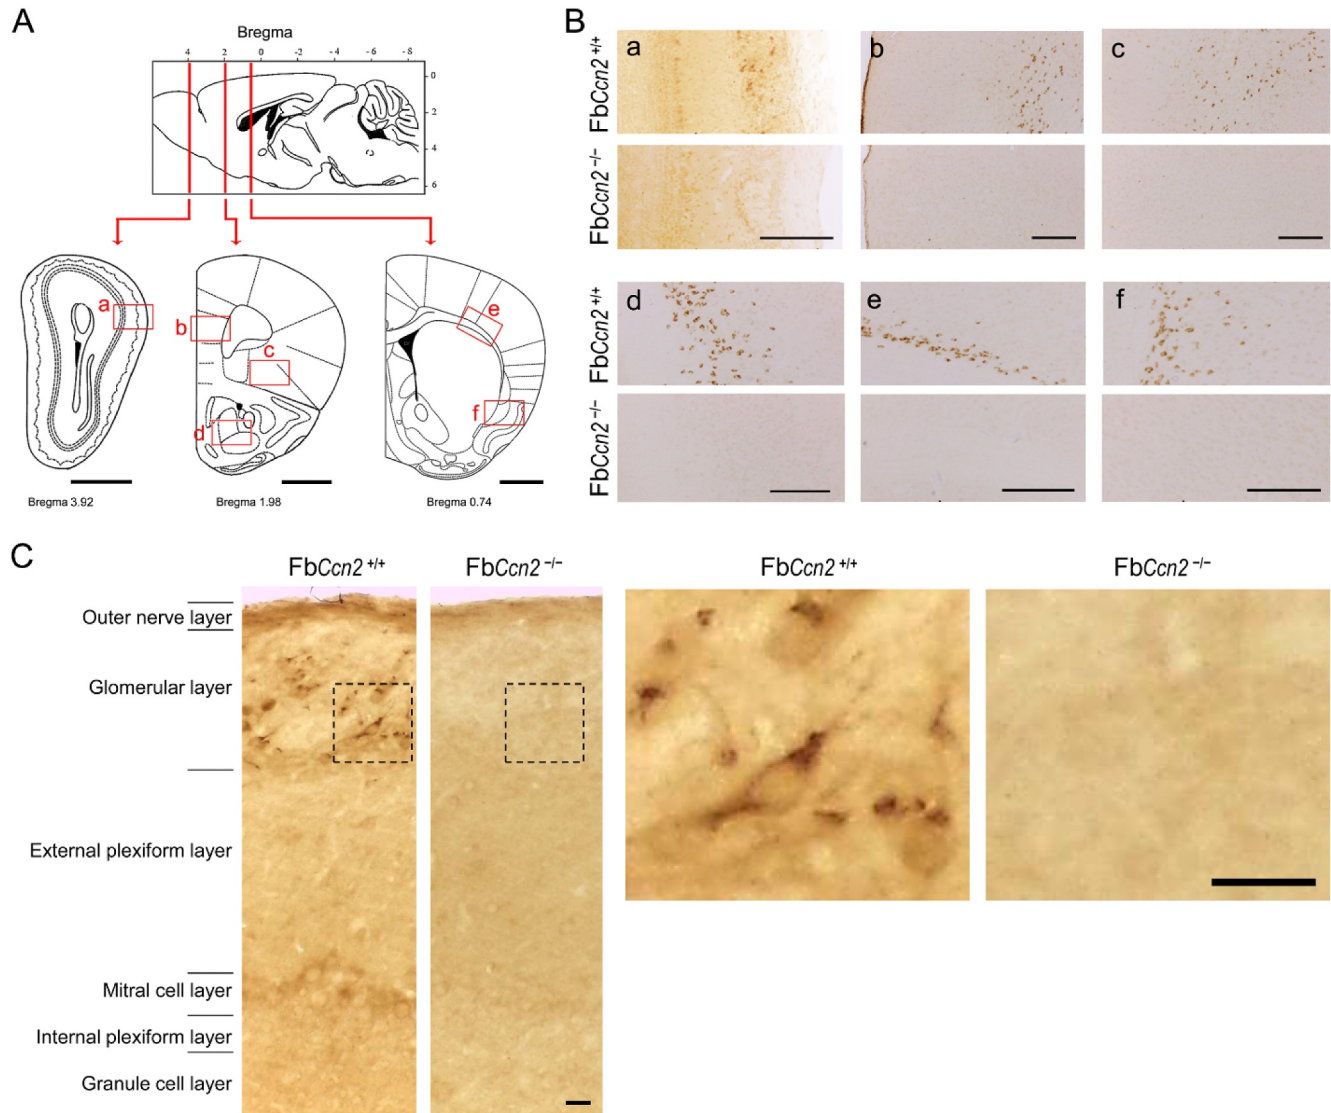 A
Bregma
4 2 0 -2 -4 -6 -8
0
2
4
6
a
b
c
d
e
f
Bregma 3.92
Bregma 1.98
Bregma 0.74
B
FbCcn2 +/+
FbCcn2 −/−
a
b
c
FbCcn2 +/+
FbCcn2 −/−
d
e
f
C
FbCcn2 +/+
FbCcn2 −/−
FbCcn2 +/+
FbCcn2 −/−
Outer nerve layer
Glomerular layer
External plexiform layer
Mitral cell layer
Internal plexiform layer
Granule cell layer